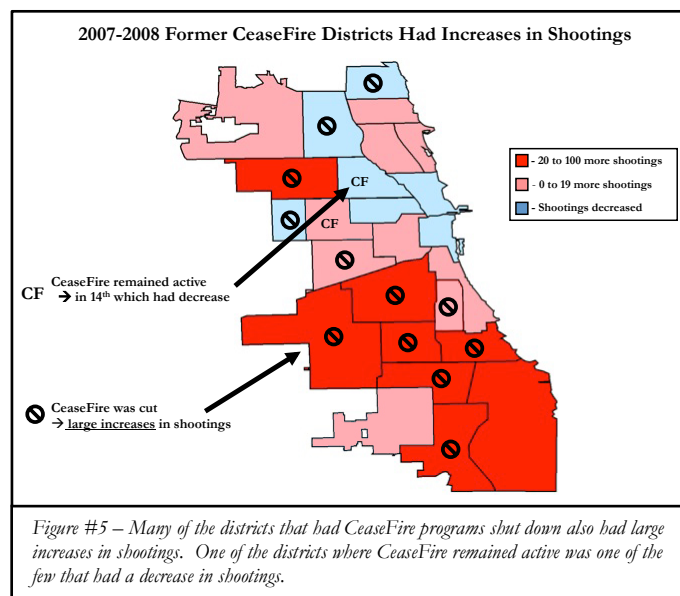 2007-2008 Former CeaseFire Districts Had Increases in Shootings
- 20 to 100 more shootings
- 0 to 19 more shootings
- Shootings decreased
CF
CF
CF CeaseFire remained active
→ in 14th which had decrease
CeaseFire was cut
→ large increases in shootings
Figure #5 – Many of the districts that had CeaseFire programs shut down also had large
increases in shootings. One of the districts where CeaseFire remained active was one of the
few that had a decrease in shootings.